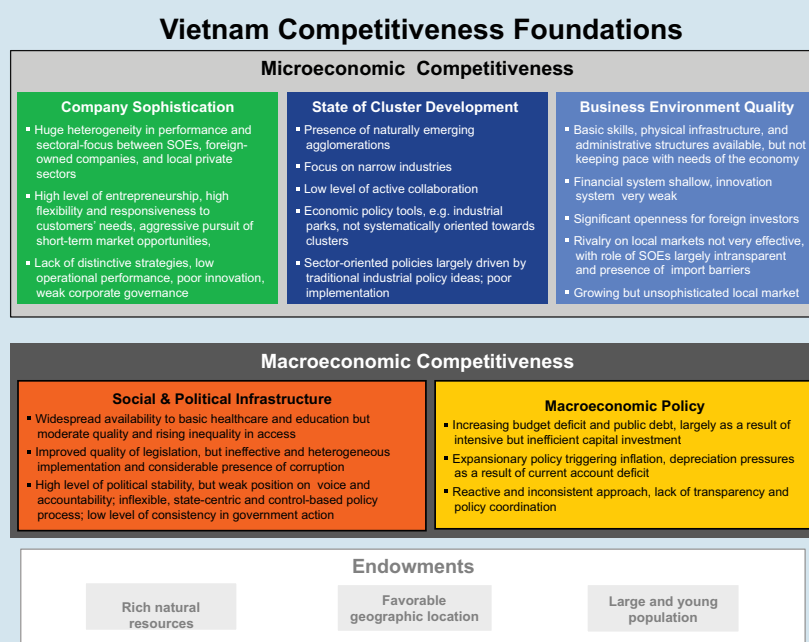 Vietnam Competitiveness Foundations
Microeconomic Competitiveness
Company Sophistication
▪ Huge heterogeneity in performance and
sectoral-focus between SOEs, foreign-
owned companies, and local private
sectors
▪ High level of entrepreneurship, high
flexibility and responsiveness to
customers' needs, aggressive pursuit of
short-term market opportunities,
▪ Lack of distinctive strategies, low
operational performance, poor innovation,
weak corporate governance
State of Cluster Development
▪ Presence of naturally emerging
agglomerations
▪ Focus on narrow industries
▪ Low level of active collaboration
▪ Economic policy tools, e.g. industrial
parks, not systematically oriented towards
clusters
▪ Sector-oriented policies largely driven by
traditional industrial policy ideas; poor
implementation
Business Environment Quality
▪ Basic skills, physical infrastructure, and
administrative structures available, but not
keeping pace with needs of the economy
▪ Financial system shallow, innovation
system very weak
▪ Significant openness for foreign investors
▪ Rivalry on local markets not very effective,
with role of SOEs largely intransparent
and presence of import barriers
▪ Growing but unsophisticated local market
Macroeconomic Competitiveness
Social & Political Infrastructure
▪ Widespread availability to basic healthcare and education but
moderate quality and rising inequality in access
▪ Improved quality of legislation, but ineffective and heterogeneous
implementation and considerable presence of corruption
▪ High level of political stability, but weak position on voice and
accountability; inflexible, state-centric and control-based policy
process; low level of consistency in government action
Macroeconomic Policy
▪ Increasing budget deficit and public debt, largely as a result of
intensive but inefficient capital investment
▪ Expansionary policy triggering inflation, depreciation pressures
as a result of current account deficit
▪ Reactive and inconsistent approach, lack of transparency and
policy coordination
Endowments
Rich natural
resources
Favorable
geographic location
Large and young
population